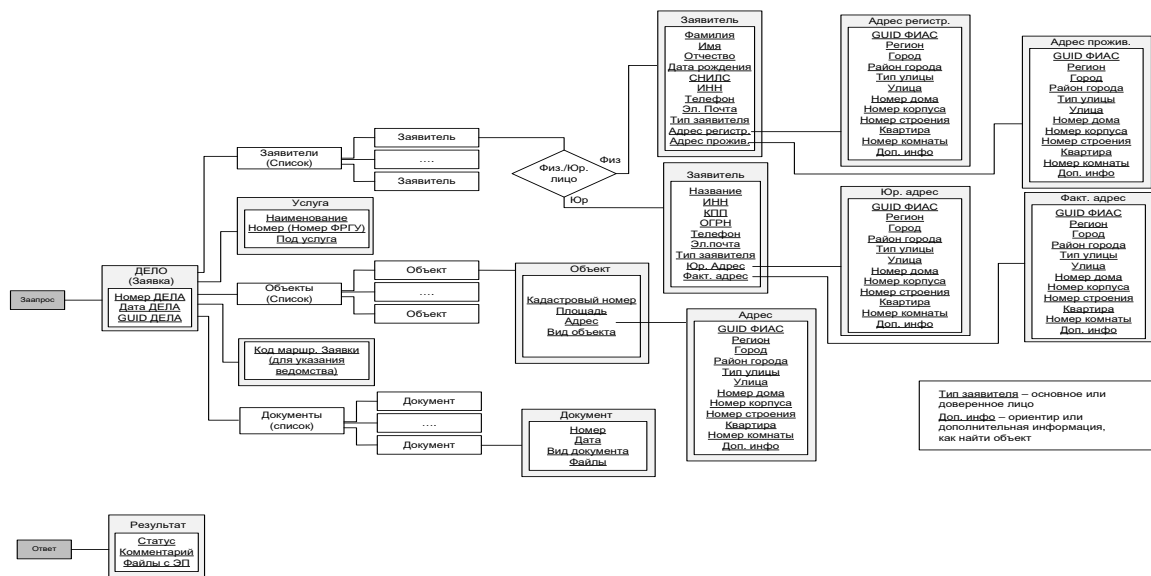 Заапрос
ДЕЛО
(Заявка)
Номер ДЕЛА
Дата ДЕЛА
GUID ДЕЛА
Заявители
(Список)
Заявитель
....
Заявитель
Физ./Юр.
лицо
Физ
Юр
Заявитель
Фамилия
Имя
Отчество
Дата рождения
СНИЛС
ИНН
Телефон
Эл. Почта
Тип заявителя
Адрес регистр.
Адрес прожив.
Адрес регистр.
GUID ФИАС
Регион
Город
Район города
Тип улицы
Улица
Номер дома
Номер корпуса
Номер строения
Квартира
Номер комнаты
Доп. инфо
Адрес прожив.
GUID ФИАС
Регион
Город
Район города
Тип улицы
Улица
Номер дома
Номер корпуса
Номер строения
Квартира
Номер комнаты
Доп. инфо
Заявитель
Название
ИНН
КПП
ОГРН
Телефон
Эл.почта
Тип заявителя
Юр. Адрес
Факт. адрес
Юр. адрес
GUID ФИАС
Регион
Город
Район города
Тип улицы
Улица
Номер дома
Номер корпуса
Номер строения
Квартира
Номер комнаты
Доп. инфо
Факт. адрес
GUID ФИАС
Регион
Город
Район города
Тип улицы
Улица
Номер дома
Номер корпуса
Номер строения
Квартира
Номер комнаты
Доп. инфо
Услуга
Наименование
Номер (Номер ФРГУ)
Под услуга
Объекты
(Список)
Объект
....
Объект
Объект
Кадастровый номер
Площадь
Адрес
Вид объекта
Адрес
GUID ФИАС
Регион
Город
Район города
Тип улицы
Улица
Номер дома
Номер корпуса
Номер строения
Квартира
Номер комнаты
Доп. инфо
Код маршр. Заявки
(для указания
ведомства)
Документы
(список)
Документ
....
Документ
Документ
Номер
Дата
Вид документа
Файлы
Тип заявителя – основное или
доверенное лицо
Доп. инфо – ориентир или
дополнительная информация,
как найти объект
Ответ
Результат
Статус
Комментарий
Файлы с ЭП